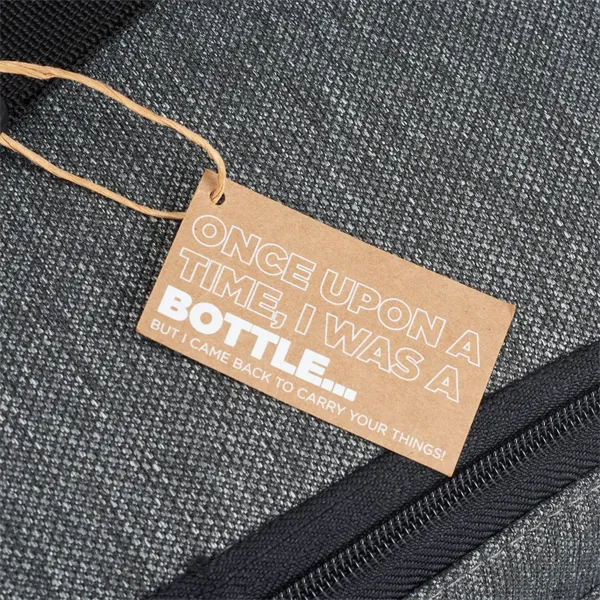 ONCE UPON A
TIME, I WAS A
BOTTLE...
BUT I CAME BACK TO CARRY YOUR THINGS!